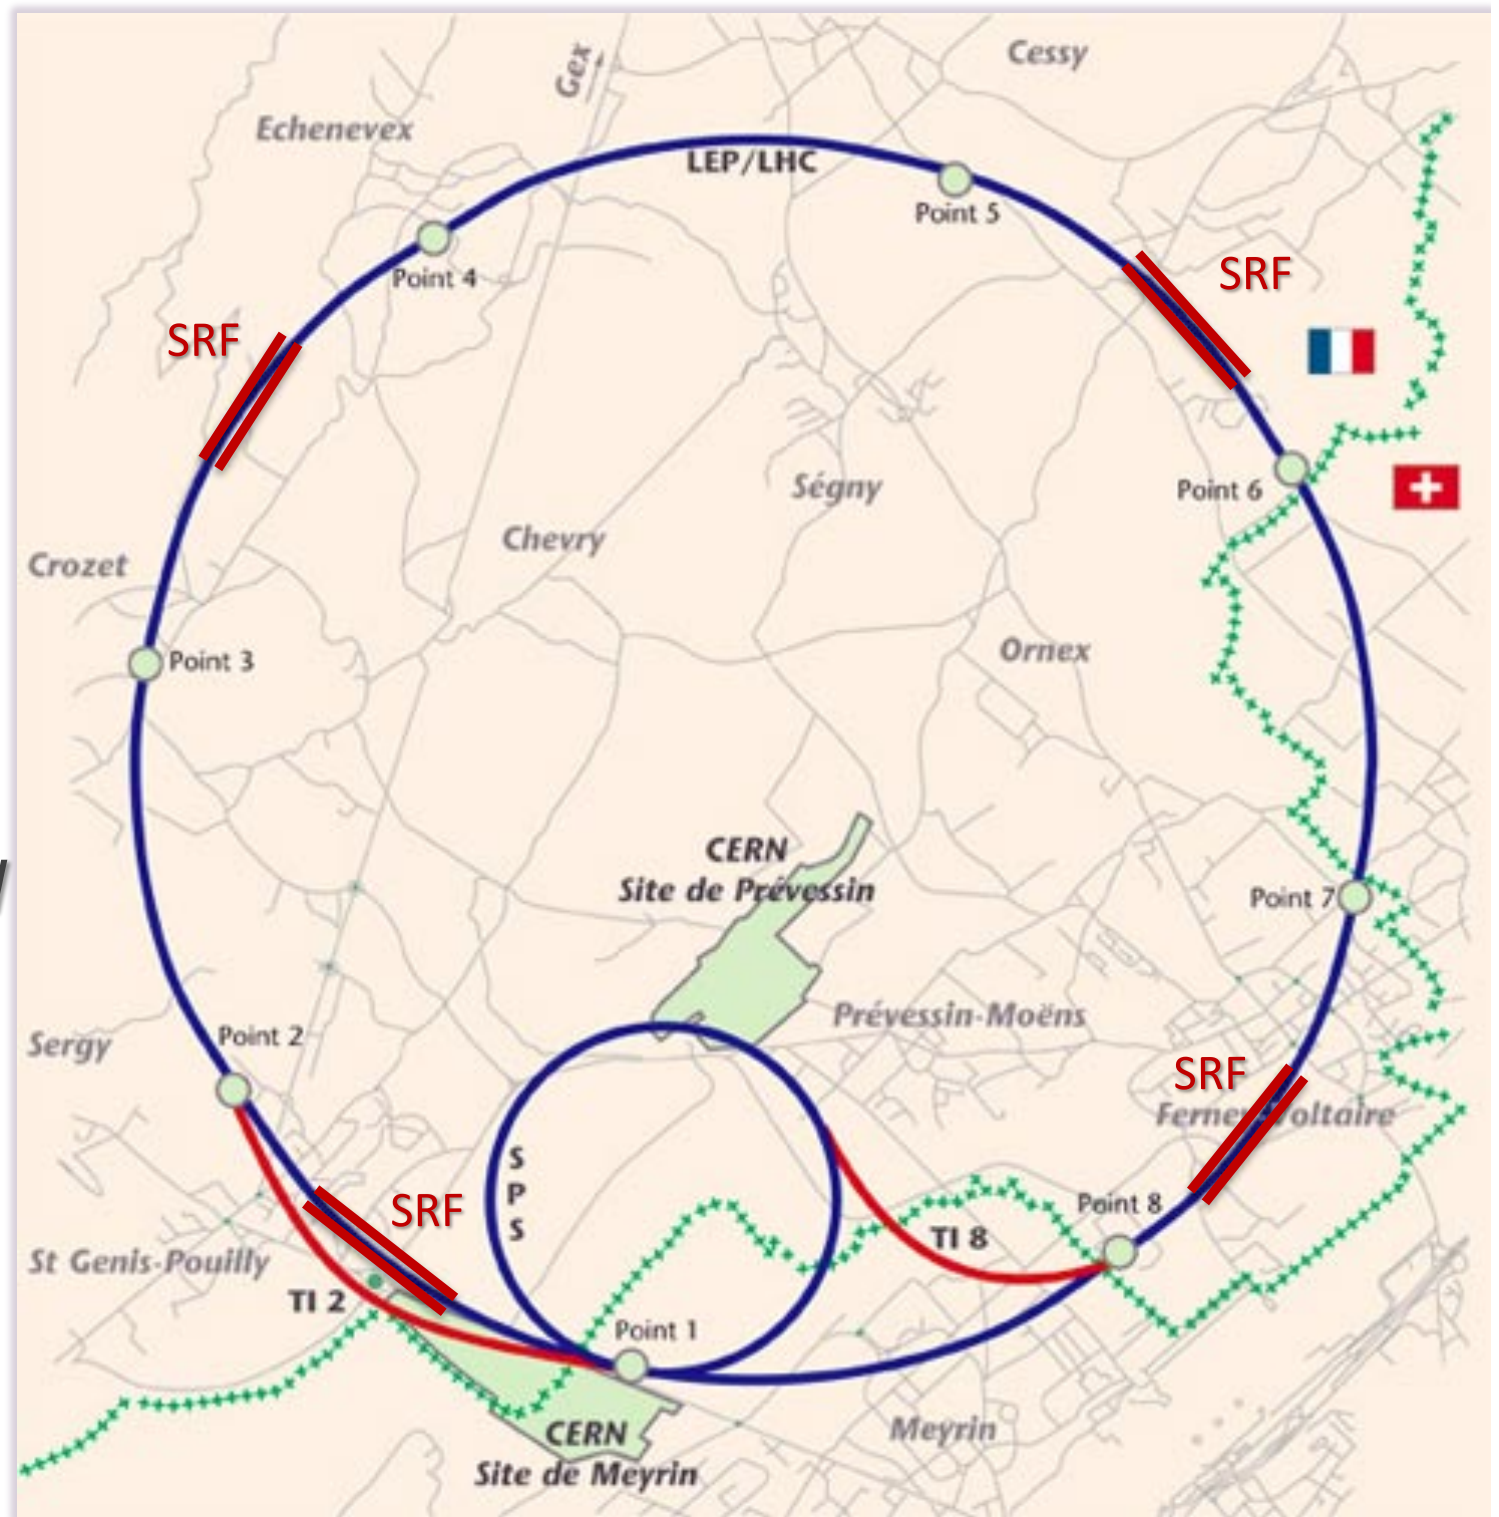 Cessy
Gex
Echenevex
LEP/LHC
Point 5
Point 4
SRF
SRF
Ségny
Point 6
Chevry
Crozet
Ornex
Point 3
CERN
Site de Prévessin
Point 7
Prévessin-Moëns
Point 2
Sergy
SRF
Ferney-Voltaire
S
P
S
SRF
Point 8
TI 8
St Genis-Pouilly
TI 2
Point 1
Meyrin
CERN
Site de Meyrin